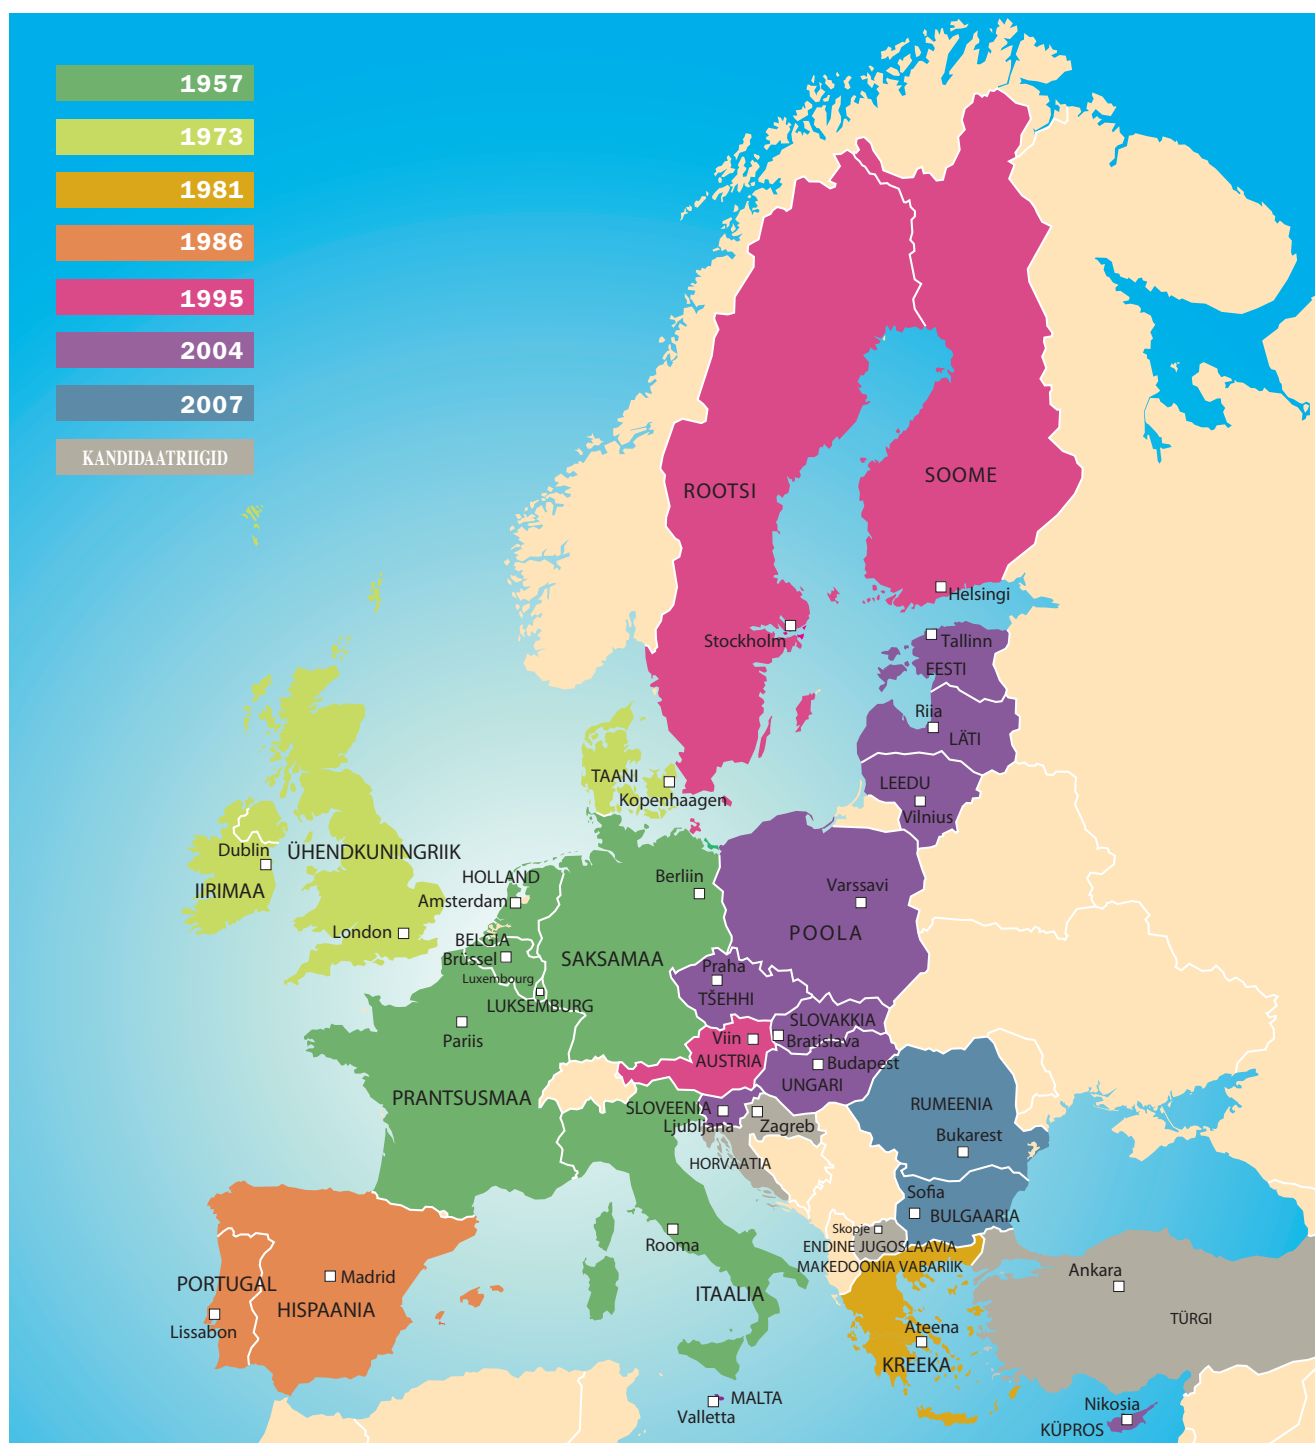 1957
1973
1981
1986
1995
2004
2007
KANDIDAATRIIGID
ROOTSI
SOOME
Helsingi
Stockholm
Tallinn
EESTI
Riia
LÄTI
TAANI
Kopenhaagen
LEEDU
Vilnius
Dublin
ÜHENDKUNINGRIIK
IIRIMAA
London
HOLLAND
Amsterdam
Berliin
Varssavi
POOLA
BELGIA
Brüssel
SAKSAMAA
Luxembourg
LUKSEMBURG
Praha
TŠEHHI
Pariis
SLOVAKKIA
Bratislava
Viin
AUSTRIA
Budapest
UNGARI
PRANTSUSMAA
SLOVEENIA
Ljubljana
Zagreb
HORVAATIA
RUMEENIA
Bukarest
Sofia
BULGAARIA
Skopje
ENDINE JUGOSLAAVIA
MAKEDOONIA VABARIIK
Rooma
ITAALIA
PORTUGAL
Madrid
HISPAANIA
Lissabon
Ankara
TÜRGI
Ateena
KREEKA
MALTA
Valletta
Nikosia
KÜPROS